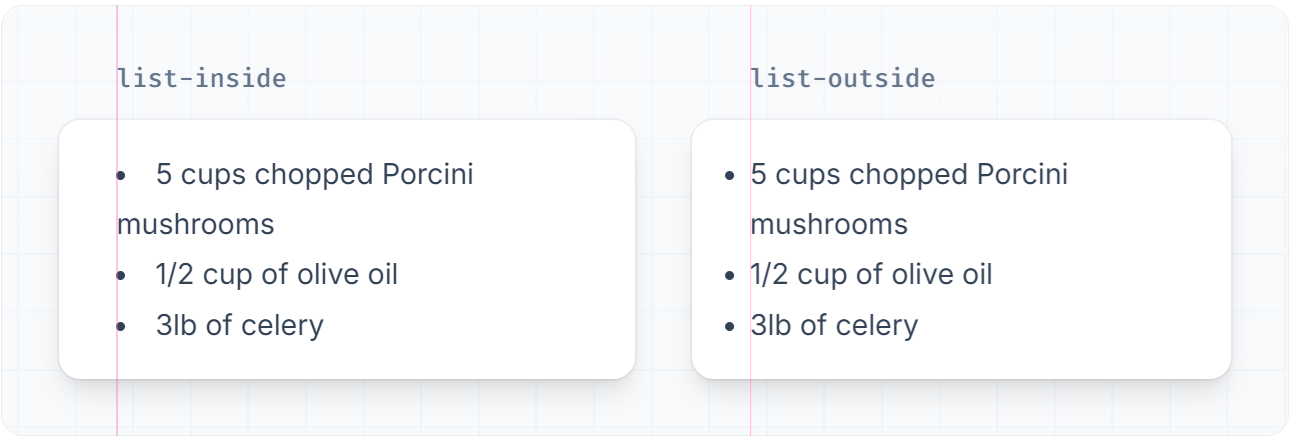 list-inside
• 5 cups chopped Porcini
mushrooms
• 1/2 cup of olive oil
• 3lb of celery
list-outside
• 5 cups chopped Porcini
mushrooms
• 1/2 cup of olive oil
• 3lb of celery